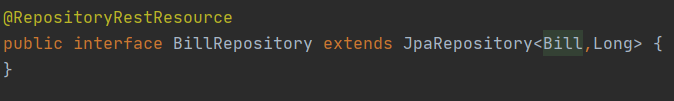 @RepositoryRestResource
public interface BillRepository extends JpaRepository<Bill,Long> {
}